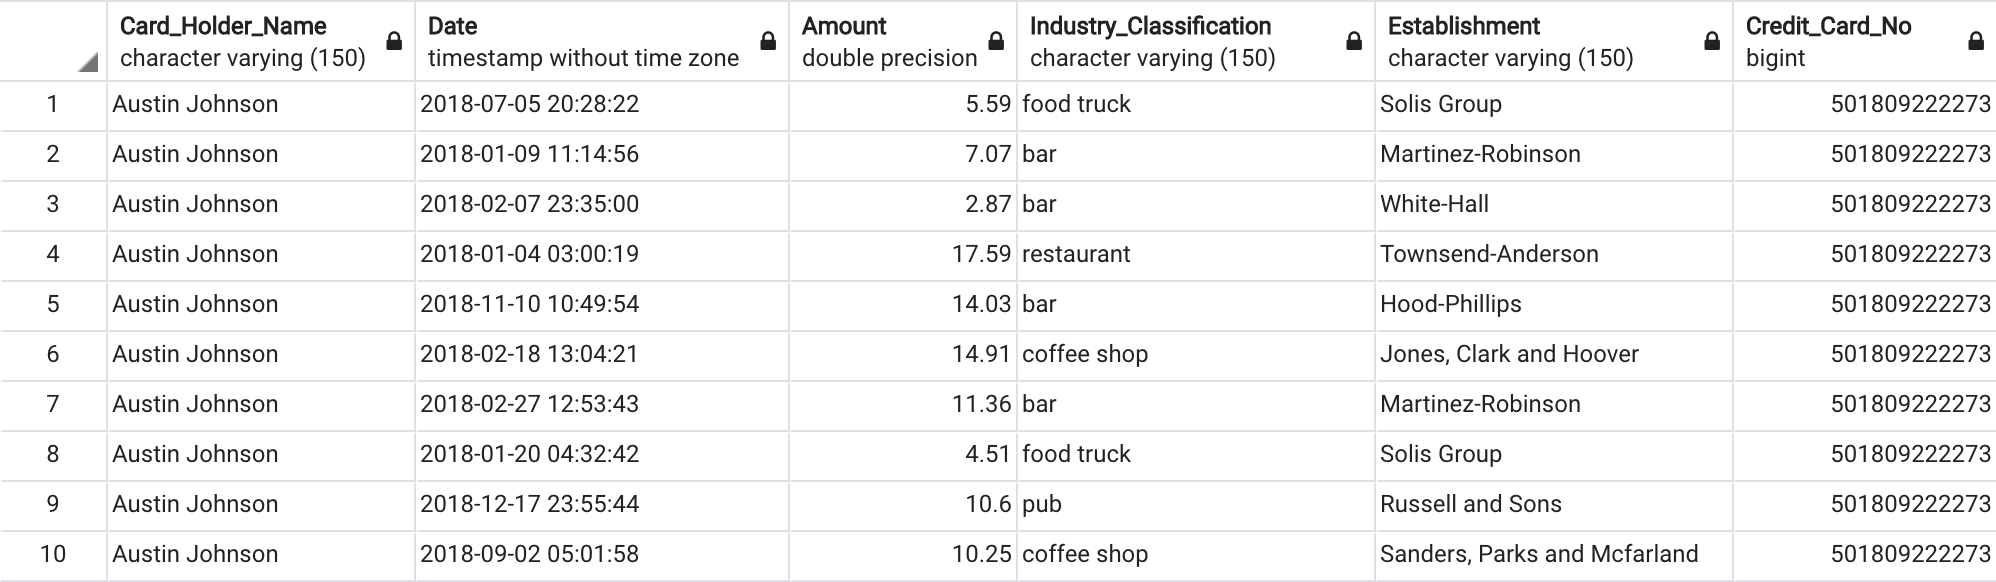 Card_Holder_Name Date Amount Industry_Classification Establishment Credit_Card_No
character varying (150) timestamp without time zone double precision character varying (150) character varying (150) bigint
1 Austin Johnson 2018-07-05 20:28:22 5.59 food truck Solis Group 501809222273
2 Austin Johnson 2018-01-09 11:14:56 7.07 bar Martinez-Robinson 501809222273
3 Austin Johnson 2018-02-07 23:35:00 2.87 bar White-Hall 501809222273
4 Austin Johnson 2018-01-04 03:00:19 17.59 restaurant Townsend-Anderson 501809222273
5 Austin Johnson 2018-11-10 10:49:54 14.03 bar Hood-Phillips 501809222273
6 Austin Johnson 2018-02-18 13:04:21 14.91 coffee shop Jones, Clark and Hoover 501809222273
7 Austin Johnson 2018-02-27 12:53:43 11.36 bar Martinez-Robinson 501809222273
8 Austin Johnson 2018-01-20 04:32:42 4.51 food truck Solis Group 501809222273
9 Austin Johnson 2018-12-17 23:55:44 10.6 pub Russell and Sons 501809222273
10 Austin Johnson 2018-09-02 05:01:58 10.25 coffee shop Sanders, Parks and Mcfarland 501809222273